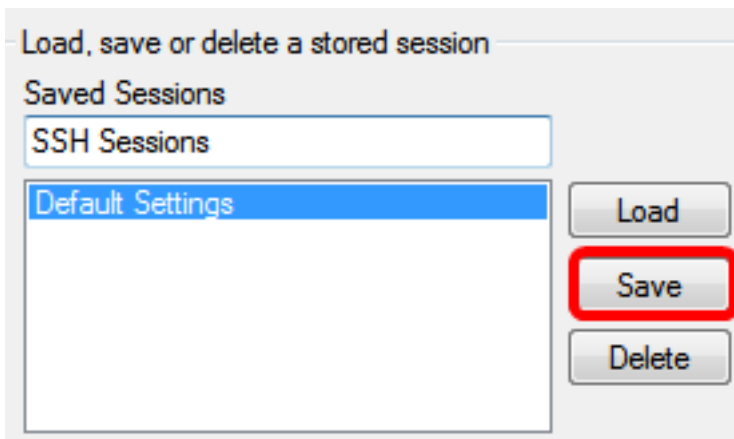 Load, save or delete a stored session
Saved Sessions
SSH Sessions
Default Settings
Load
Save
Delete